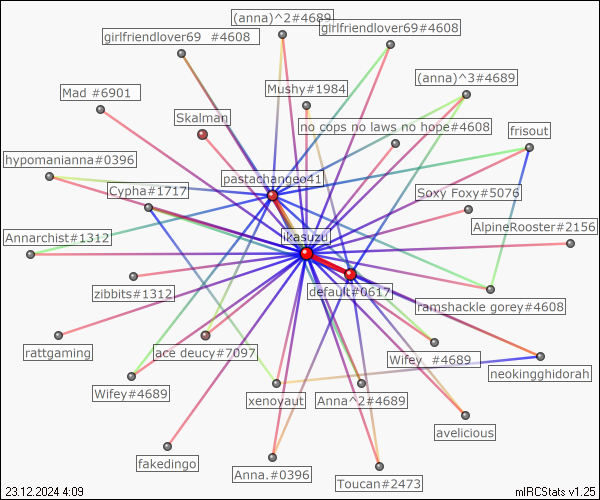 (anna)^2#4689
girlfriendlover69 #4608
girlfriendlover69#4508
(anna)^3#4689
Mushy#1984
Mad #6901
Skalman
no cops no laws no hope#4608
frisout
hypomanianna#0396
pastachangeo41
Cypha#1717
Soxy Foxy#5076
AlpineRooster#2156
Annarchist#1312
ikasuzu
zibbits#1312
default#0617
ramshackle gorey#4608
rattgaming
ace deucy#7097
Wifey #4689
neokingghidorah
Wifey#4689
xenoyaut
Anna^2#4689
avelicious
fakedingo
Anna.#0396
Toucan#2473
23.12.2024 4:09
mIRCStats v1.25